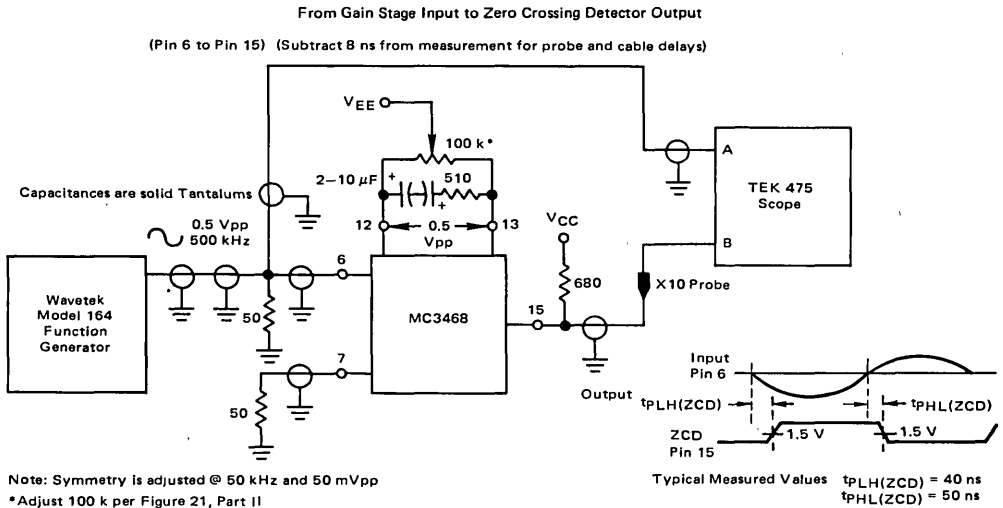 From Gain Stage Input to Zero Crossing Detector Output
(Pin 6 to Pin 15) (Subtract 8 ns from measurement for probe and cable delays)
VEE
100 k*
2–10 µF
+
510
+
Capacitances are solid Tantalums
12
0.5
Vpp
13
0.5 Vpp
500 kHz
6
VCC
680
A
TEK 475
Scope
B
X10 Probe
Wavetek
Model 164
Function
Generator
50
MC3468
15
7
50
Output
Input
Pin 6
tPLH(ZCD)
tPHL(ZCD)
ZCD
Pin 15
1.5 V
1.5 V
Note: Symmetry is adjusted @ 50 kHz and 50 mVpp
*Adjust 100 k per Figure 21, Part II
Typical Measured Values tPLH(ZCD) = 40 ns
tPHL(ZCD) = 50 ns